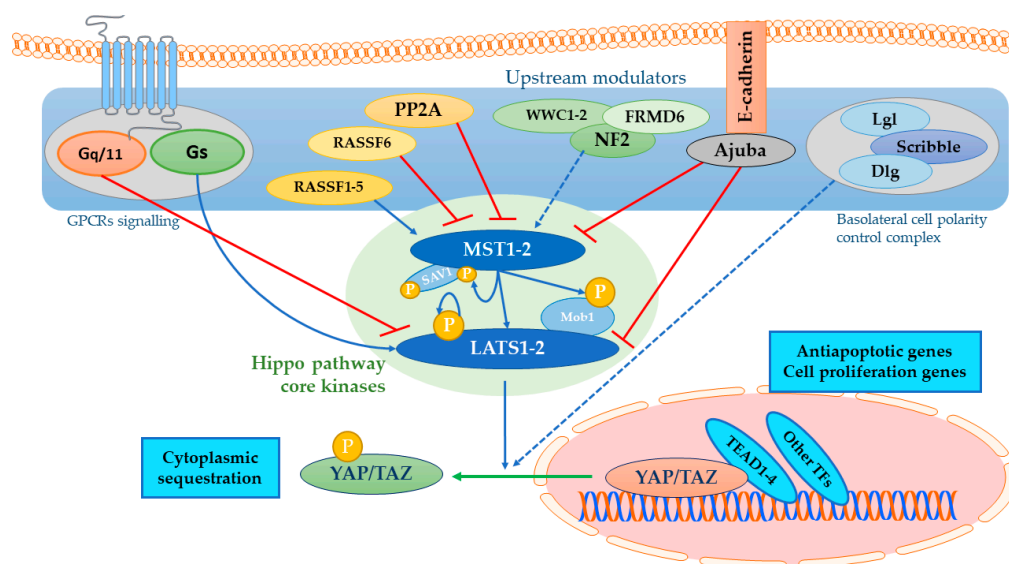 Upstream modulators
E-cadherin
PP2A
WWC1-2
FRMD6
NF2
Lgl
Scribble
Dlg
RASSF6
Gq/11
Gs
Ajuba
RASSF1-5
GPCRs signalling
Basolateral cell polarity
control complex
MST1-2
SAV1
P
P
P
Mob1
P
LATS1-2
Hippo pathway
core kinases
Antiapoptotic genes
Cell proliferation genes
Cytoplasmic
sequestration
P
YAP/TAZ
YAP/TAZ
TEAD1-4
Other TFs